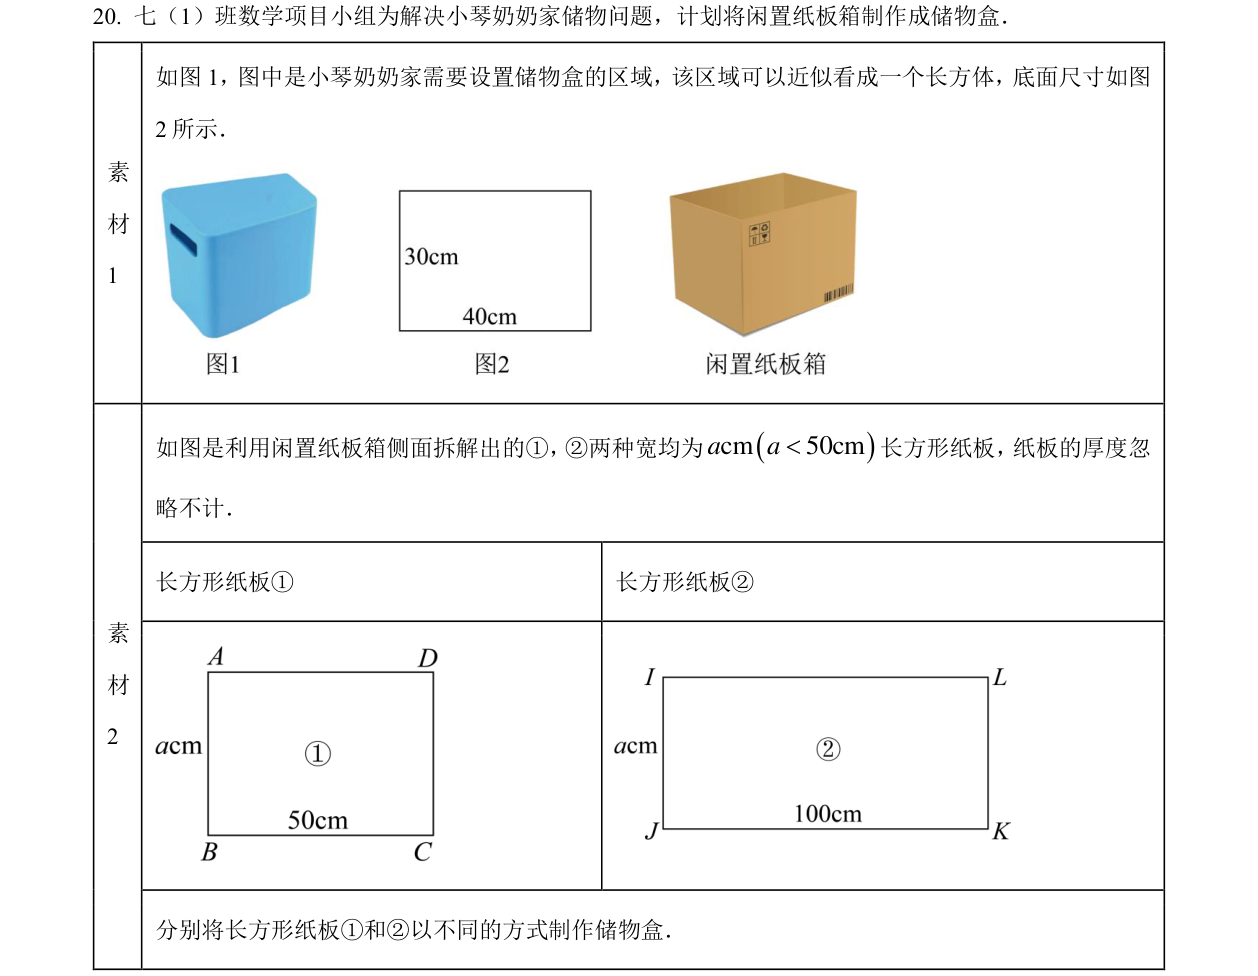 20. 七（1）班数学项目小组为解决小琴奶奶家储物问题，计划将闲置纸板箱制作成储物盒．
素材1
如图 1，图中是小琴奶奶家需要设置储物盒的区域，该区域可以近似看成一个长方体，底面尺寸如图
2 所示．
30cm
40cm
图1
图2
闲置纸板箱
素材2
如图是利用闲置纸板箱侧面拆解出的①，②两种宽均为 acm(a < 50cm) 长方形纸板，纸板的厚度忽
略不计．
长方形纸板①
长方形纸板②
A
D
acm
①
50cm
B
C
I
L
acm
②
100cm
J
K
分别将长方形纸板①和②以不同的方式制作储物盒．